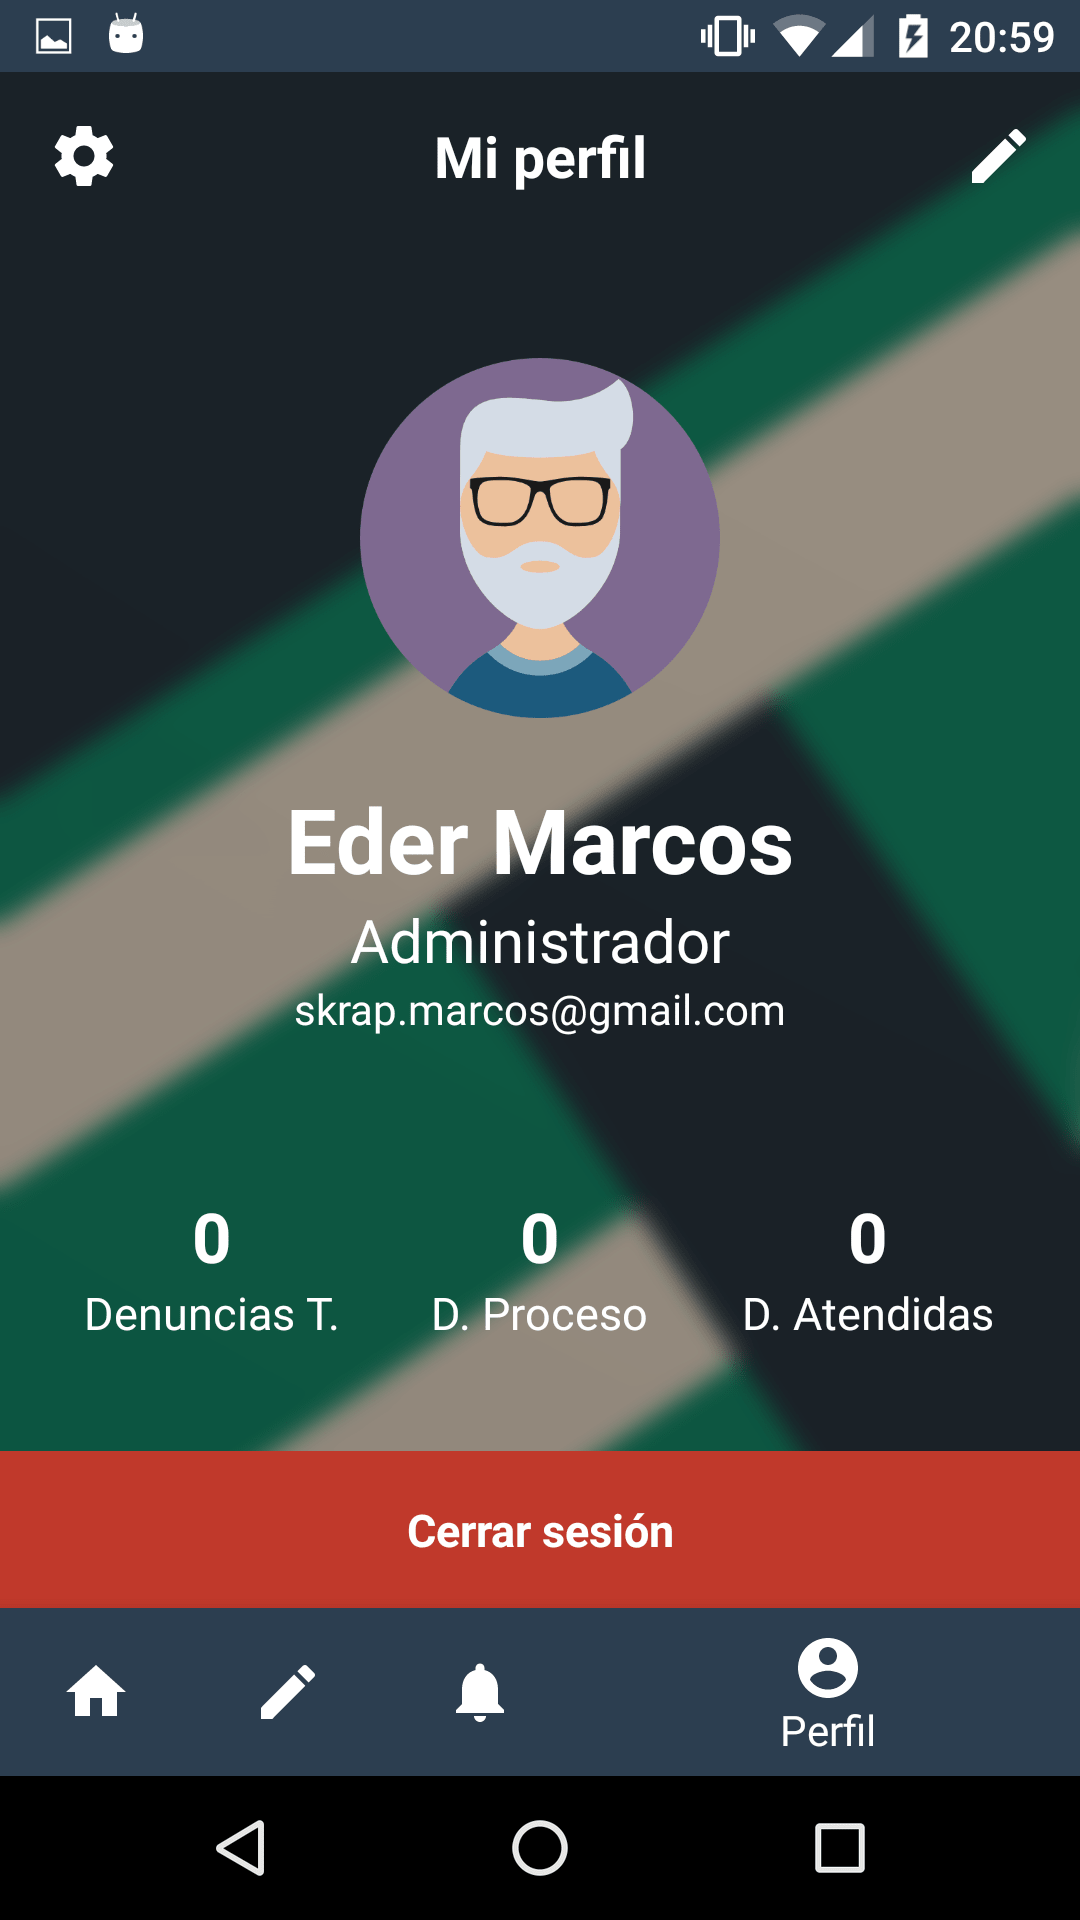 20:59
Mi perfil
Eder Marcos
Administrador
skrap.marcos@gmail.com
0 0 0
Denuncias T. D. Proceso D. Atendidas
Cerrar sesión
Perfil